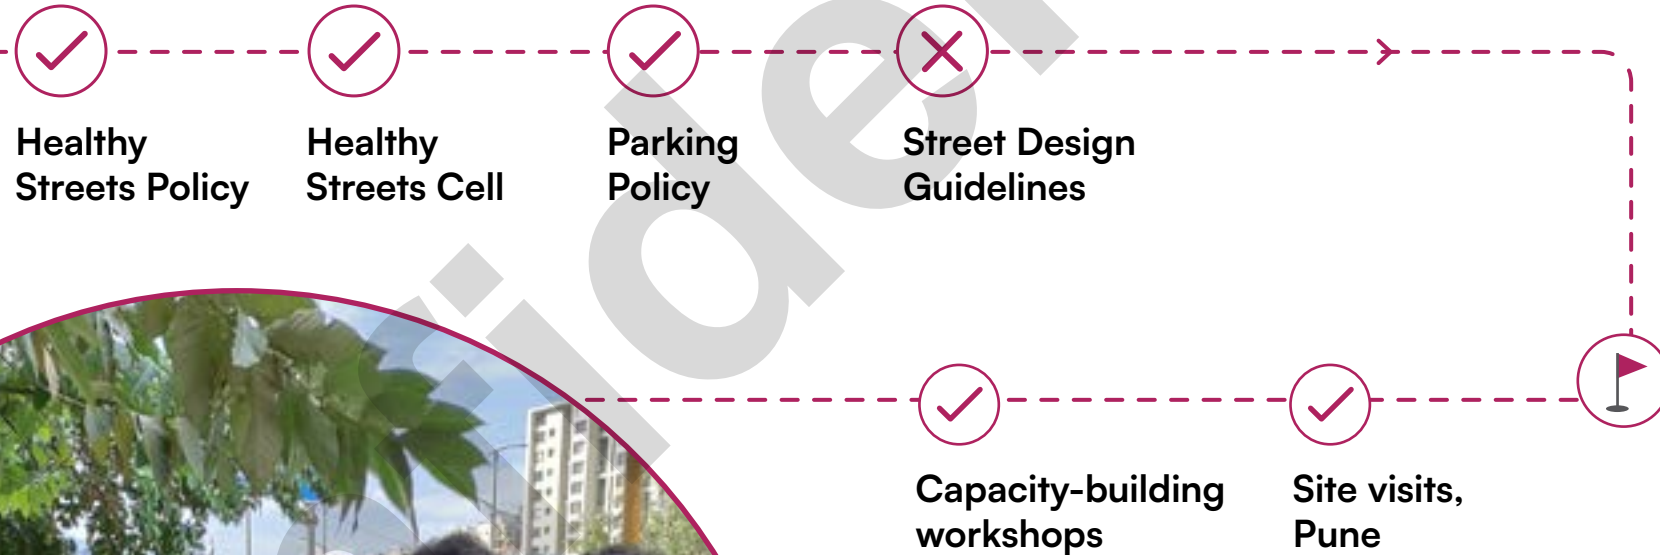 Healthy
Streets Policy
Healthy
Streets Cell
Parking
Policy
Street Design
Guidelines
Capacity-building
workshops
Site visits,
Pune